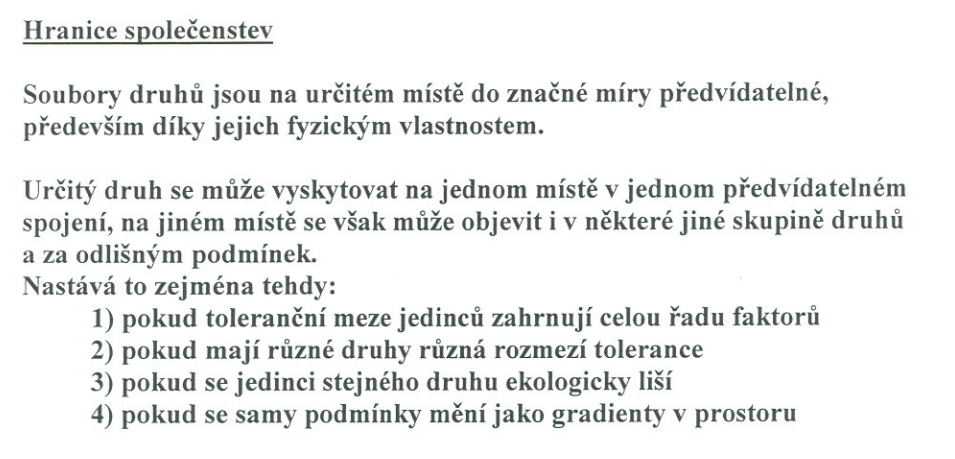 Hranice společenstev
Soubory druhů jsou na určitém místě do značné míry předvídatelné,
především díky jejich fyzickým vlastnostem.
Určitý druh se může vyskytovat na jednom místě v jednom předvídatelném
spojení, na jiném místě se však může objevit i v některé jiné skupině druhů
a za odlišným podmínek.
Nastává to zejména tehdy:
1) pokud toleranční meze jedinců zahrnují celou řadu faktorů
2) pokud mají různé druhy různá rozmezí tolerance
3) pokud se jedinci stejného druhu ekologicky liší
4) pokud se samy podmínky mění jako gradienty v prostoru